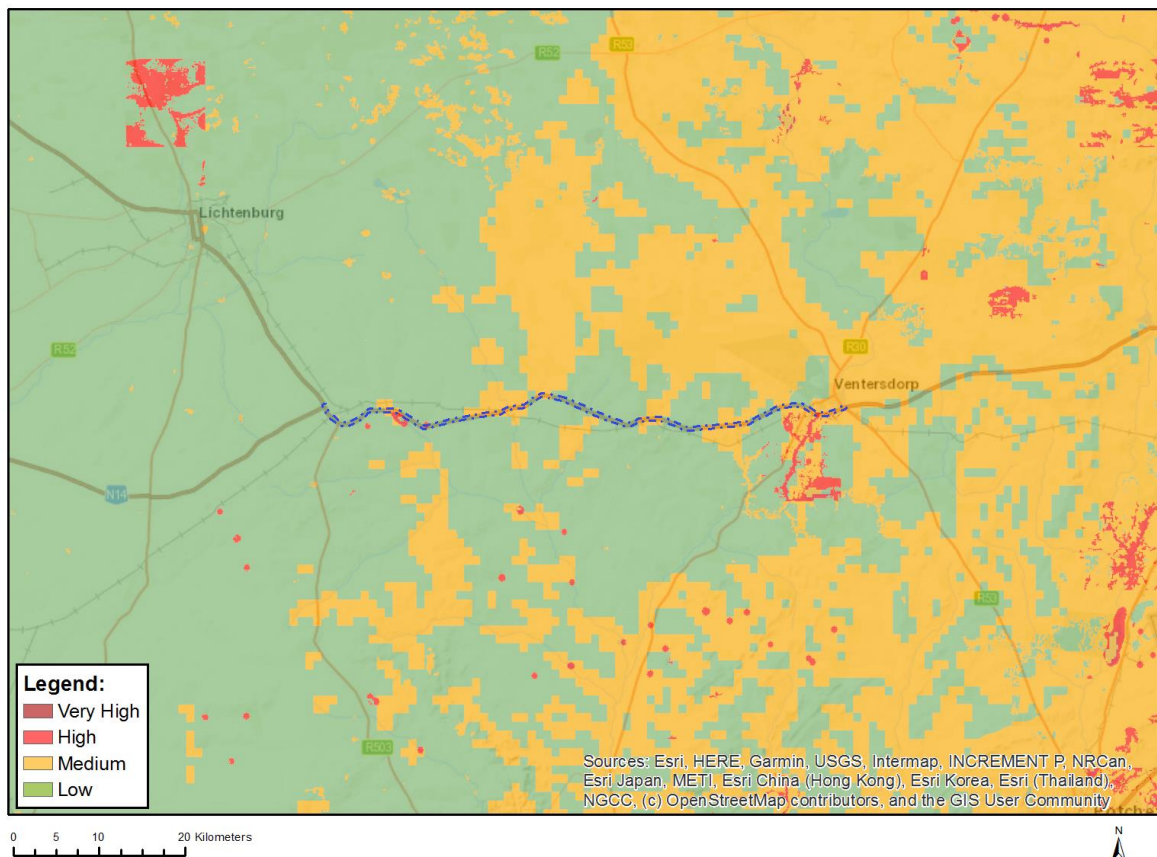 R52
R53
Lichtenburg
R52
R30
Ventersdorp
N14
R53
R503
Legend:
Very High
High
Medium
Low
Sources: Esri, HERE, Garmin, USGS, Intermap, INCREMENT P, NRCan,
Esri Japan, METI, Esri China (Hong Kong), Esri Korea, Esri (Thailand),
NGCC, (c) OpenStreetMap contributors, and the GIS User Community
Potche
0 5 10 20 Kilometers
N